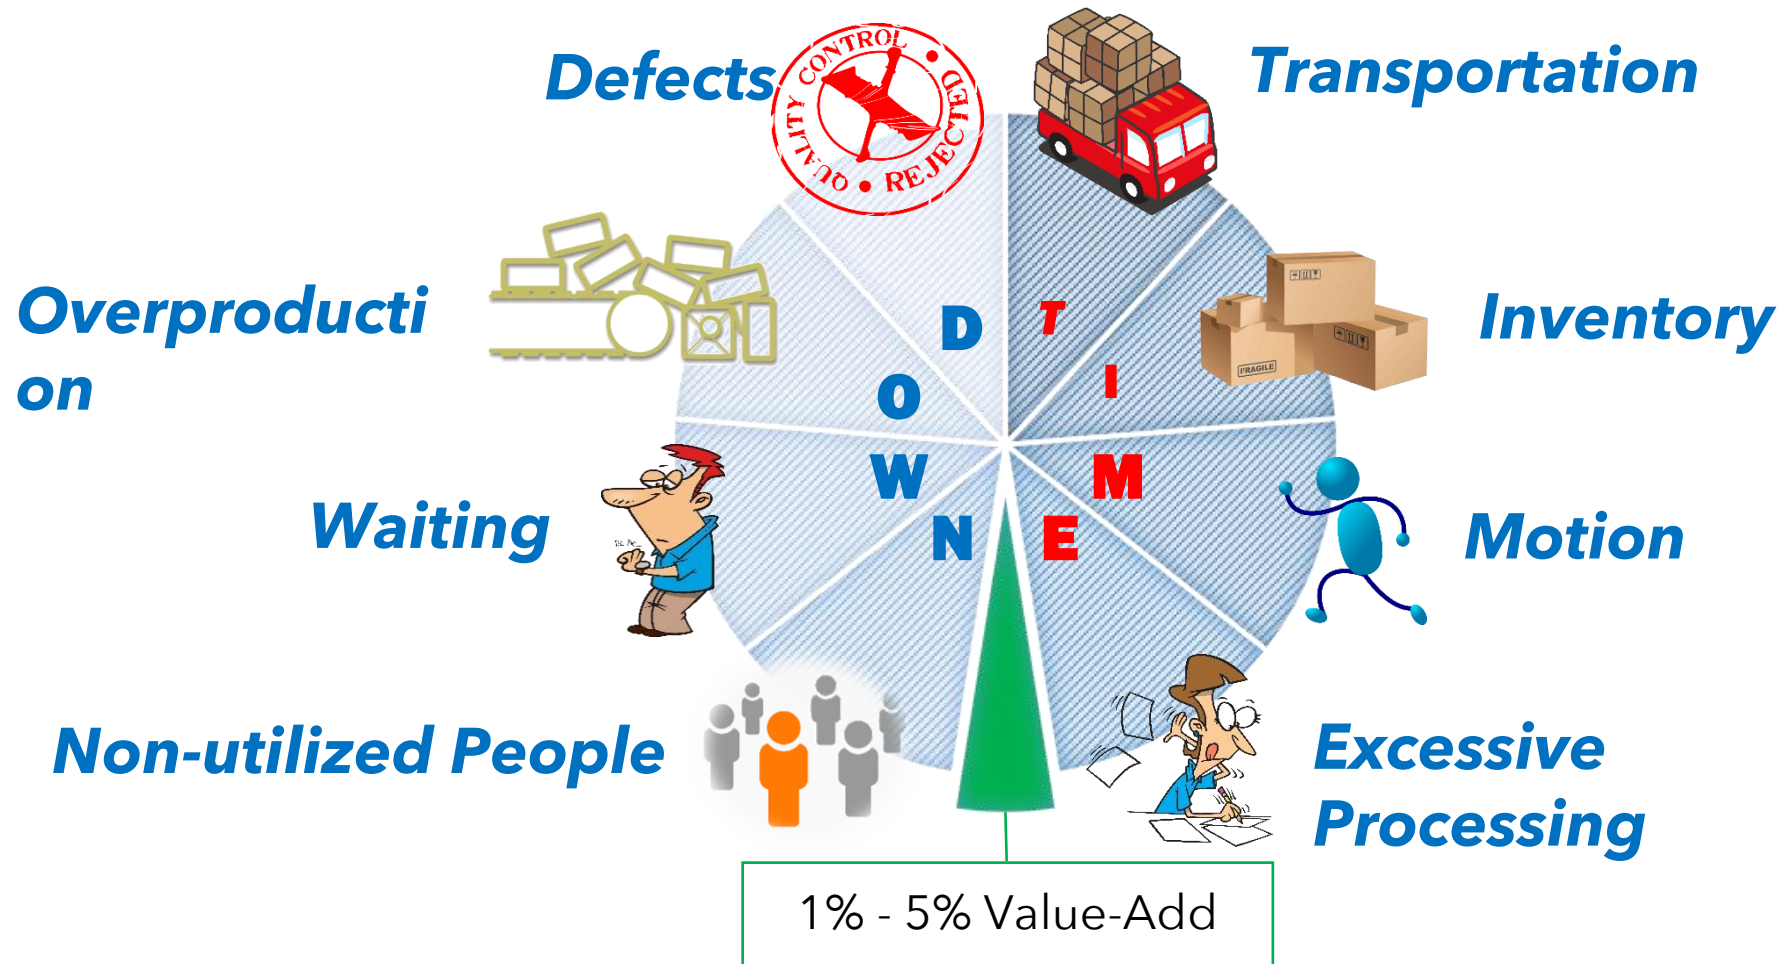 Defects
QUALITY CONTROL • REJECTED •
Transportation
Overproducti
on
Inventory
FRAGILE
D
T
O
I
W
M
N
E
Waiting
Motion
Non-utilized People
Excessive
Processing
1% - 5% Value-Add